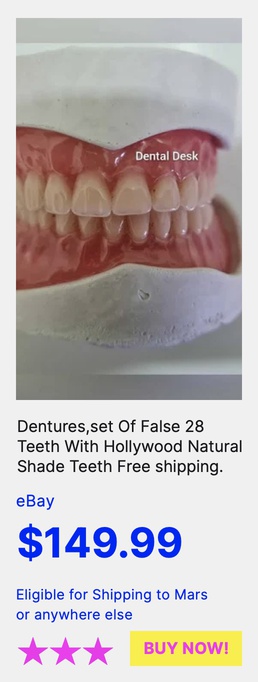 Dental Desk
Dentures,set Of False 28
Teeth With Hollywood Natural
Shade Teeth Free shipping.
eBay
$149.99
Eligible for Shipping to Mars
or anywhere else
BUY NOW!